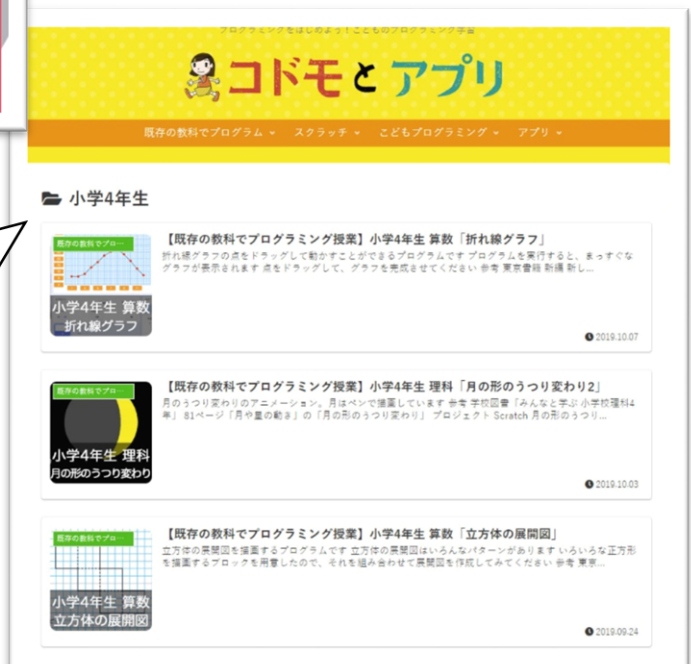 プログラミングをはじめよう！こどものプログラミング学習
コドモとアプリ
既存の教科でプログラム スクラッチ こどもプログラミング アプリ
小学4年生
既存の教科でプロ…
小学4年生 算数
折れ線グラフ
【既存の教科でプログラミング授業】小学4年生 算数「折れ線グラフ」
折れ線グラフの点をドラッグして動かすことができるプログラムです プログラムを実行すると、まっすぐな
グラフが表示されます 点をドラッグして、グラフを完成させてください 参考 東京書籍 新編 新し...
2019.10.07
既存の教科でプロ…
小学4年生 理科
月の形のうつり変わり
【既存の教科でプログラミング授業】小学4年生 理科「月の形のうつり変わり2」
月のうつり変わりのアニメーション。月はペンで描画しています 参考 学校図書「みんなと学ぶ 小学校理科4
年」 81ページ「月や星の動き」の「月の形のうつり変わり」 プロジェクト Scratch 月の形のうつり...
2019.10.03
既存の教科でプロ…
小学4年生 算数
立方体の展開図
【既存の教科でプログラミング授業】小学4年生 算数「立方体の展開図」
立方体の展開図を描画するプログラムです 立方体の展開図はいろんなパターンがあります いろいろな正方形
を描画するブロックを用意したので、それを組み合わせて展開図を作成してみてください 参考 東京...
2019.09.24